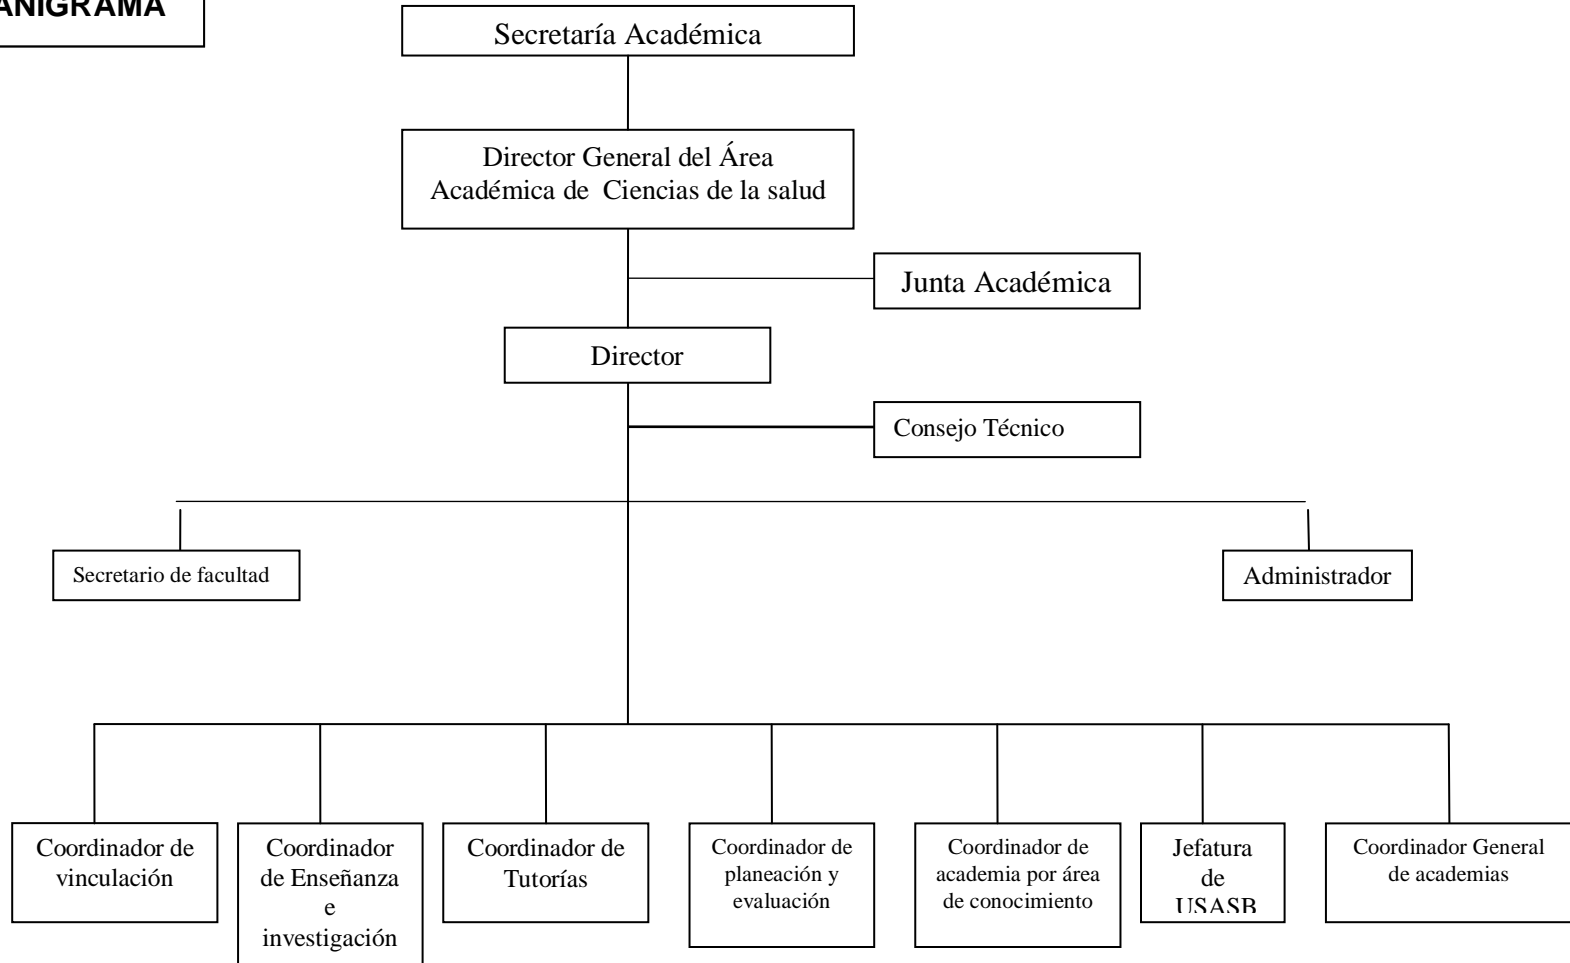 ANIGRAMA
Secretaría Académica
Director General del Área
Académica de Ciencias de la salud
Junta Académica
Director
Consejo Técnico
Secretario de facultad
Administrador
Coordinador de
vinculación
Coordinador
de Enseñanza
e
investigación
Coordinador de
Tutorías
Coordinador de
planeación y
evaluación
Coordinador de
academia por área
de conocimiento
Jefatura
de
USASB
Coordinador General
de academias